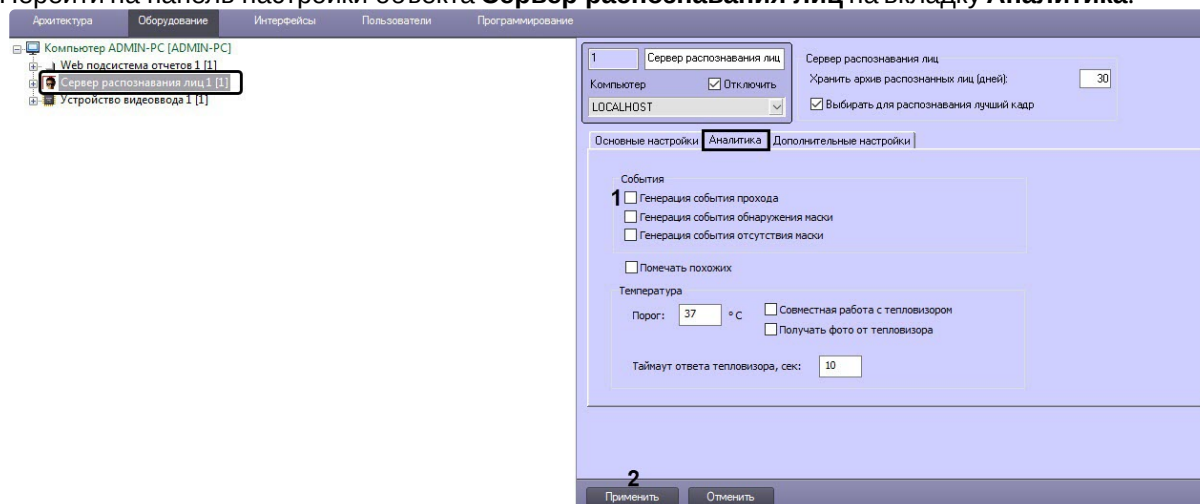 Перейти на панель настройки объекта Сервер распознавания лиц на вкладку Аналитика.
Архитектура Оборудование Интерфейсы Пользователи Программирование
Компьютер ADMIN-PC [ADMIN-PC]
Web подсистема отчетов 1 [1]
Сервер распознавания лиц 1 [1]
Устройство видеоввода 1 [1]
1 Сервер распознавания лиц
Компьютер Отключить
LOCALHOST
Сервер распознавания лиц
Хранить архив распознанных лиц (дней): 30
Выбирать для распознавания лучший кадр
Основные настройки Аналитика Дополнительные настройки
События
1 Генерация события прохода
Генерация события обнаружения маски
Генерация события отсутствия маски
Помечать похожих
Температура
Порог: 37 °C Совместная работа с тепловизором
Получать фото от тепловизора
Таймаут ответа тепловизора, сек: 10
2
Применить Отменить